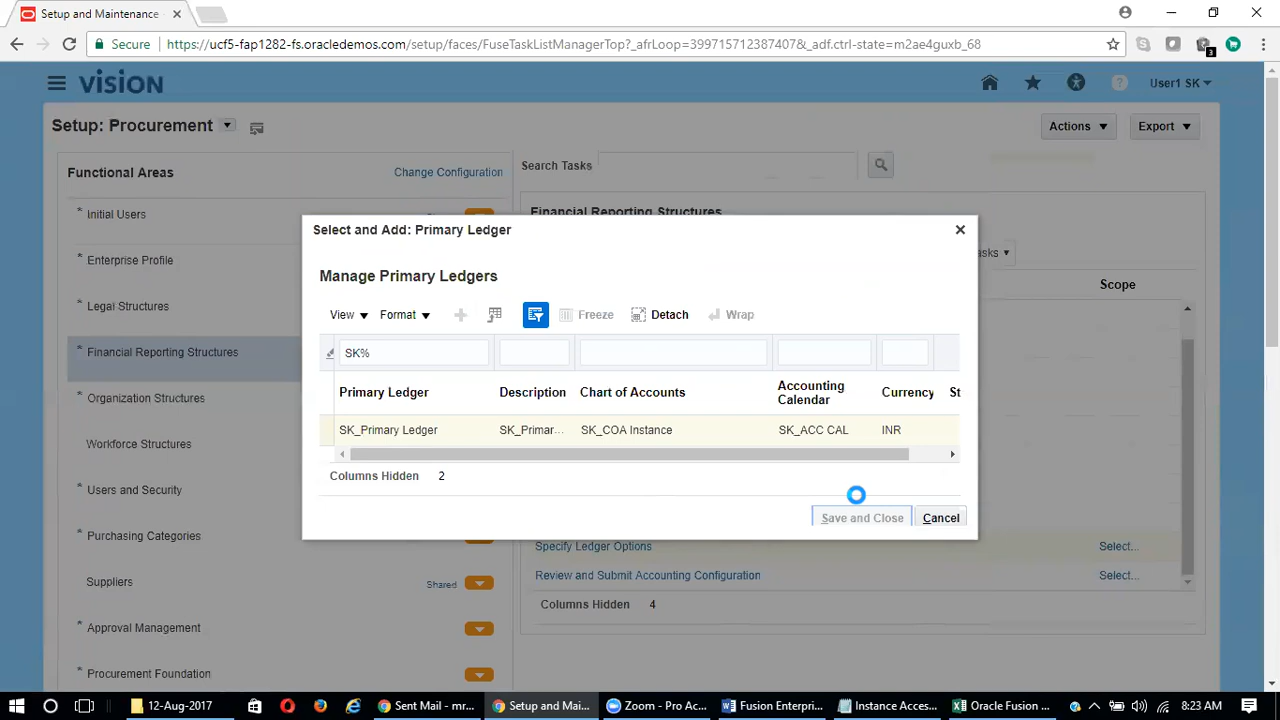 Setup and Maintenance
Secure https://ucf5-fap1282-fs.oracledemos.com/setup/faces/FuseTaskListManagerTop?_afrLoop=399715712387407&_adf.ctrl-state=m2ae4guxb_68
3
VISION
User1 SK
Setup: Procurement
Actions
Export
Functional Areas
Change Configuration
Search Tasks
* Initial Users
Financial Reporting Structures
Select and Add: Primary Ledger
* Enterprise Profile
Manage Primary Ledgers
Scope
* Legal Structures
View Format Freeze Detach Wrap
* Financial Reporting Structures
SK%
* Organization Structures
Primary Ledger Description Chart of Accounts Accounting Calendar Currency St
Workforce Structures
SK_Primary Ledger SK_Primar... SK_COA Instance SK_ACC CAL INR
Columns Hidden 2
* Users and Security
Save and Close Cancel
* Purchasing Categories
Specify Ledger Options Select...
Suppliers Shared
Review and Submit Accounting Configuration Select...
Columns Hidden 4
* Approval Management
* Procurement Foundation
12-Aug-2017 Sent Mail - mr... Setup and Mai... Zoom - Pro Ac... Fusion Enterpri... Instance Acces... Oracle Fusion ... 8:23 AM